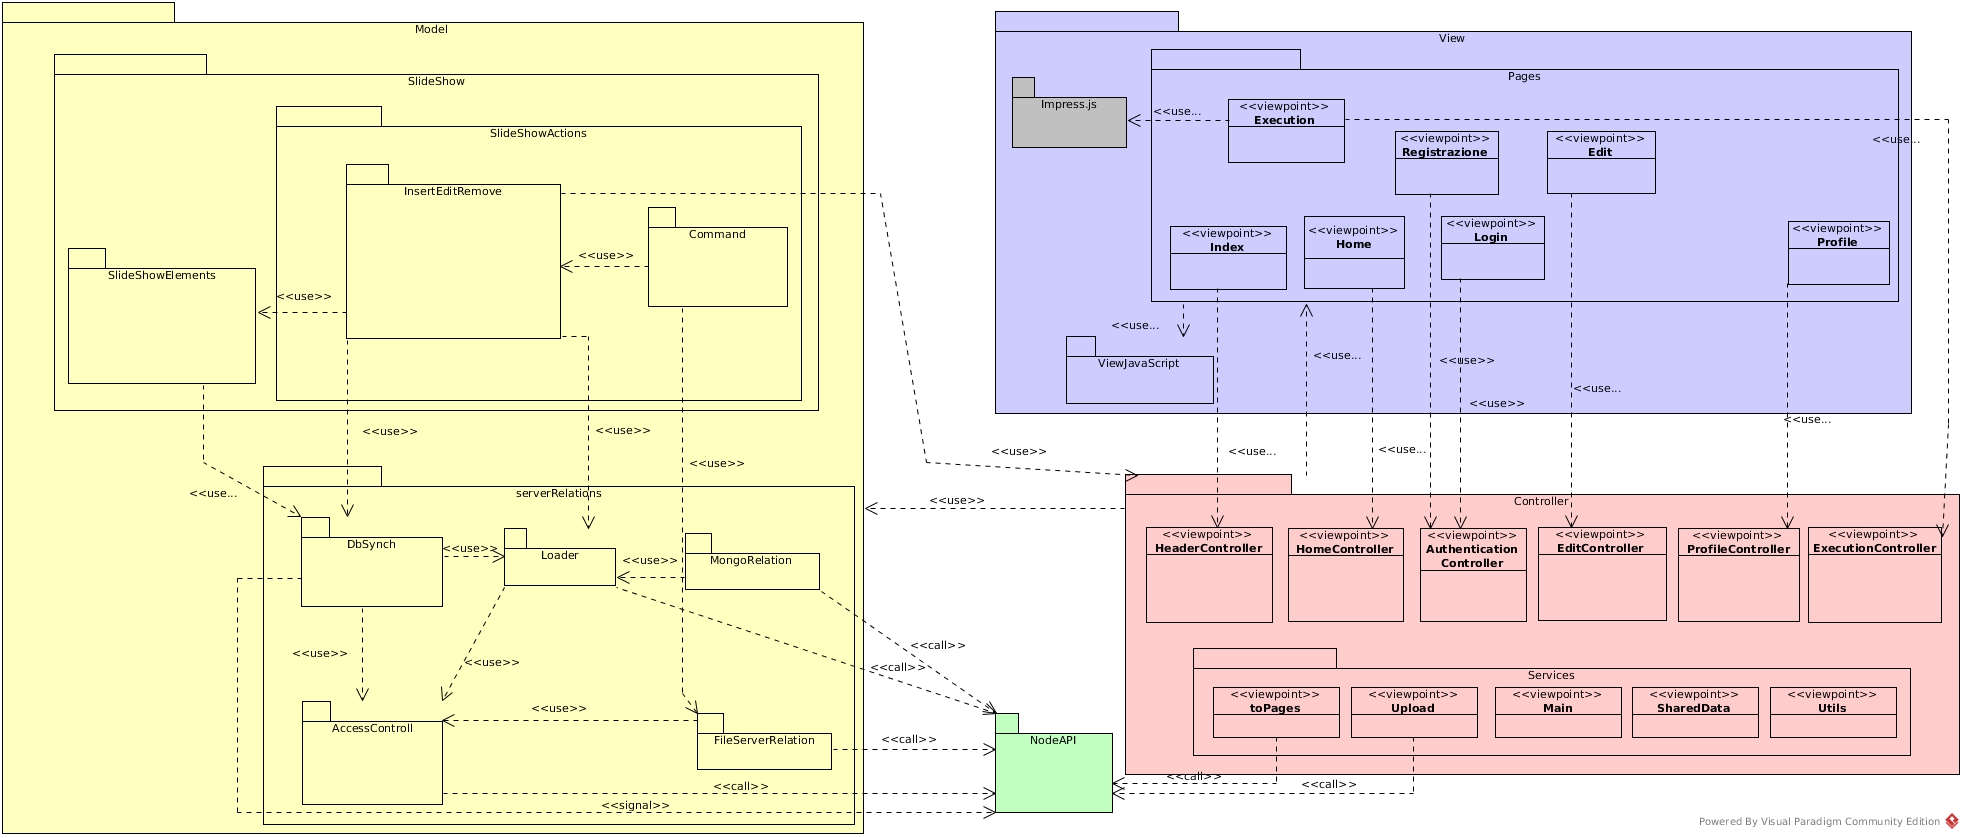 Model
SlideShow
SlideShowActions
InsertEditRemove
Command
<<use>>
SlideShowElements
<<use>>
<<use>>
<<use>>
<<use>>
<<use...
serverRelations
DbSynch
<<use>>
Loader
<<use>>
MongoRelation
<<use>>
<<use>>
AccessControll
<<use>>
FileServerRelation
<<call>>
<<call>>
<<call>>
<<call>>
<<signal>>
NodeAPI
View
Pages
Impress.js
<<use...
<<viewpoint>>
Execution
<<use...
<<viewpoint>>
Registrazione
<<viewpoint>>
Edit
<<viewpoint>>
Index
<<viewpoint>>
Home
<<viewpoint>>
Login
<<viewpoint>>
Profile
<<use...
ViewJavaScript
<<use...
<<use>>
<<use...
<<use>>
<<use...
<<use>>
<<use...
<<use...
<<use>>
Controller
<<viewpoint>>
HeaderController
<<viewpoint>>
HomeController
<<viewpoint>>
Authentication
Controller
<<viewpoint>>
EditController
<<viewpoint>>
ProfileController
<<viewpoint>>
ExecutionController
Services
<<viewpoint>>
toPages
<<viewpoint>>
Upload
<<viewpoint>>
Main
<<viewpoint>>
SharedData
<<viewpoint>>
Utils
<<call>>
<<call>>
Powered By Visual Paradigm Community Edition